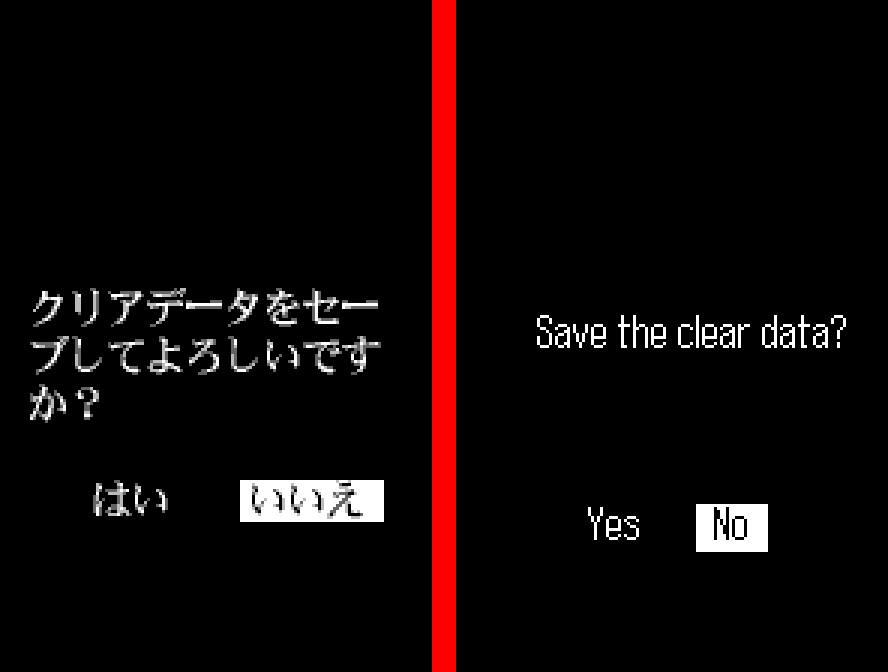 クリアデータをセー
ブしてよろしいです
か？
はい いいえ
Save the clear data?
Yes No